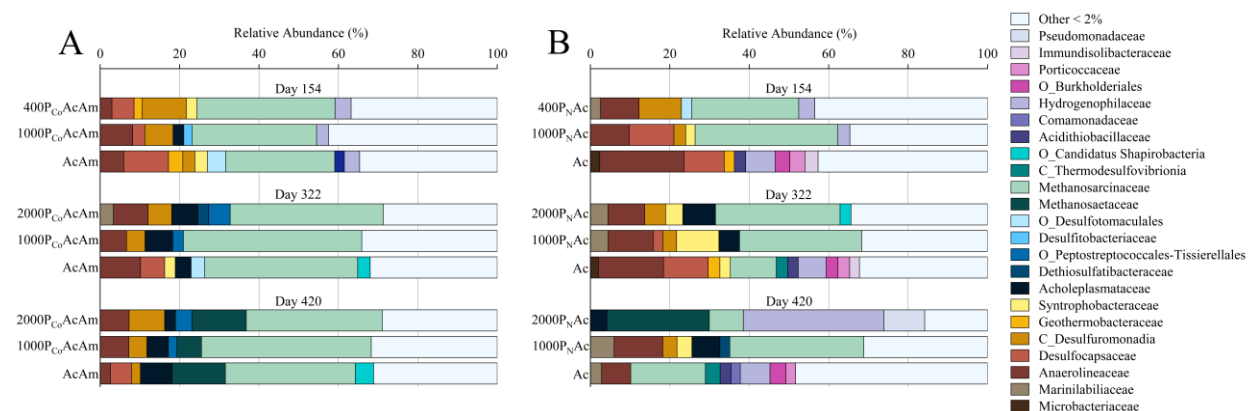 A
Relative Abundance (%)
0 20 40 60 80 100
Day 154
400P_CoAcAm
1000P_CoAcAm
AcAm
Day 322
2000P_CoAcAm
1000P_CoAcAm
AcAm
Day 420
2000P_CoAcAm
1000P_CoAcAm
AcAm
B
Relative Abundance (%)
0 20 40 60 80 100
Day 154
400P_NAc
1000P_NAc
Ac
Day 322
2000P_NAc
1000P_NAc
Ac
Day 420
2000P_NAc
1000P_NAc
Ac
Other < 2%
Pseudomonadaceae
Immundisolibacteraceae
Porticoccaceae
O_Burkholderiales
Hydrogenophilaceae
Comamonadaceae
Acidithiobacillaceae
O_Candidatus Shapirobacteria
C_Thermodesulfovibrionia
Methanosarcinaceae
Methanosaetaceae
O_Desulfotomaculales
Desulfitobacteriaceae
O_Peptostreptococcales-Tissierellales
Dethiosulfatibacteraceae
Acholeplasmataceae
Syntrophobacteraceae
Geothermobacteraceae
C_Desulfuromonadia
Desulfocapsaceae
Anaerolineaceae
Marinilabiliaceae
Microbacteriaceae